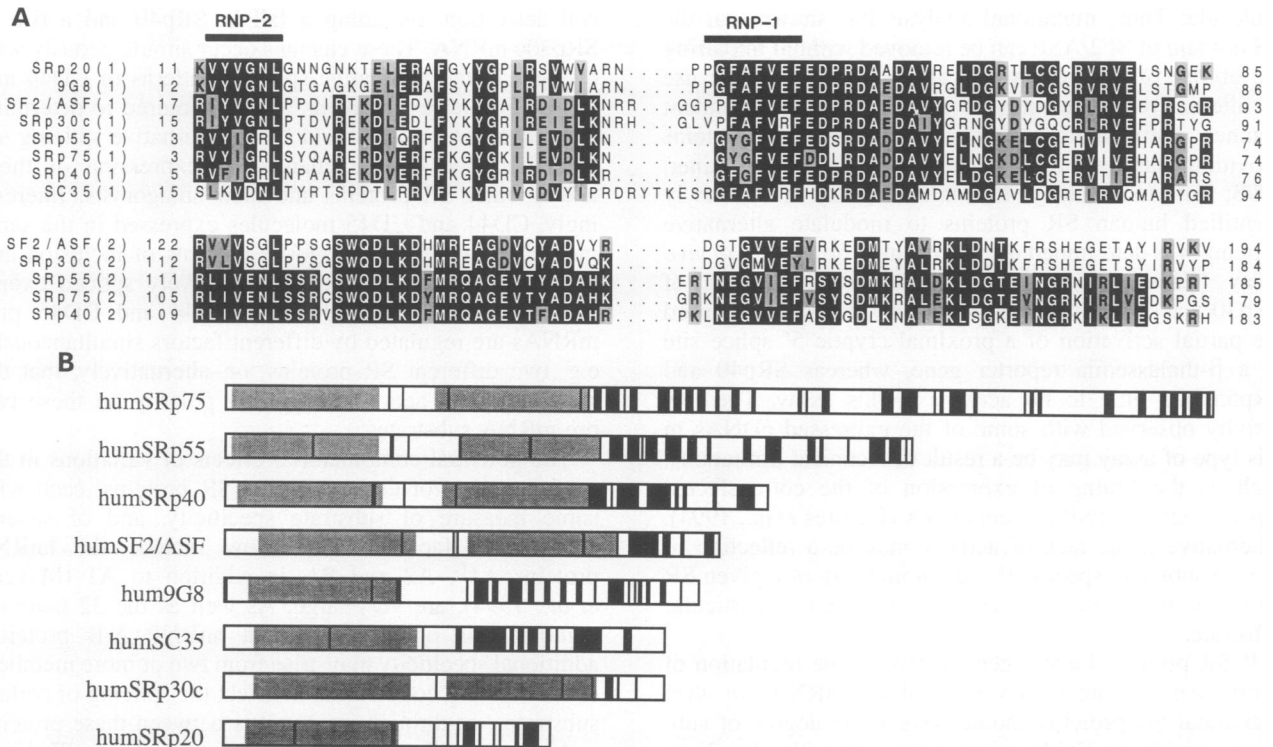 A
RNP-2 RNP-1
SRp20(1) 11 KVYVGNLGNNGNKTELERAFGYYGPLRSVWVARN PPGFAFVEFEDPRDAADAVRELDGRTLCGCRVRVELSNGEK 85
9G8(1) 12 KVYVGNLGTGAGKGELERAFSYYGPLRTVWIARN PPGFAFVEFEDPRDAEDAVRGLDGKVICGSRVRVELSTGMP 86
SF2/ASF(1) 17 RIYVGNLPPDIRTKDIEDVFYKYGAIRDIDLKNRR GGPPFAFVEFEDPRDAEDAVYGRDGYDYDGYRLRVEFPRSGR 93
SRp30c(1) 15 RIYVGNLPTDVREKDLEDLFYKYGRIREIELKNRH GLVPFAFVRFEDPRDAEDAIYGRNGYDYGQCRLRVEFPRTYG 91
SRp55(1) 3 RVYIGRLSYNVREKDIQRFFSGYGRLLEVDLKN GYGFVEFEDSRDADDAVYELNGKELCGEHVIVEHARGPR 74
SRp75(1) 3 RVYIGRLSYQARERDVERFFKGYGKILEVDLKN GYGFVEFDDLRDADDAVYELNGKDLCGERVIVEHARGPR 74
SRp40(1) 5 RVFIGRLNPAAREKDVERFFKGYGRIRDIDLKR GFGFVEFEDPRDADDAVYELDGKELCSERVTIEHARARS 76
SC35(1) 15 SLKVDNLTYRTSPDTLRRVFEKYRRVGDVYIPRDRYTKESRGFAFVRFHDKRDAEDAMDAMDGAVLDGRELRVQMARYGR 94
SF2/ASF(2) 122 RVVVSGLPPSGSWQDLKDHMREAGDVCYADVYR DGTGVVEFVRKEDMTYAVRKLDNTKFRSHEGETAYIRVKV 194
SRp30c(2) 112 RVLVSGLPPSGSWQDLKDHMREAGDVCYADVQK DGVGMVEYLRKEDMEYALRKLDDTKFRSHEGETSYIRVYP 184
SRp55(2) 111 RLIVENLSSRCSWQDLKDFMRQAGEVTYADAHK ERTNEGVIEFRSYSDMKRALDKLDGTEINGRNIRLIEDKPRT 185
SRp75(2) 105 RLIVENLSSRCSWQDLKDYMRQAGEVTYADAHK GRKNEGVIEFVSYSDMKRALEKLDGTEVNGRKIRLVEDKPGS 179
SRp40(2) 109 RLIVENLSSRVSWQDLKDFMRQAGEVTFADAHR PKLNEGVVEFASYGDLKNAIEKLSGKEINGRKIKLIEGSKRH 183
B
humSRp75
humSRp55
humSRp40
humSF2/ASF
hum9G8
humSC35
humSRp30c
humSRp20